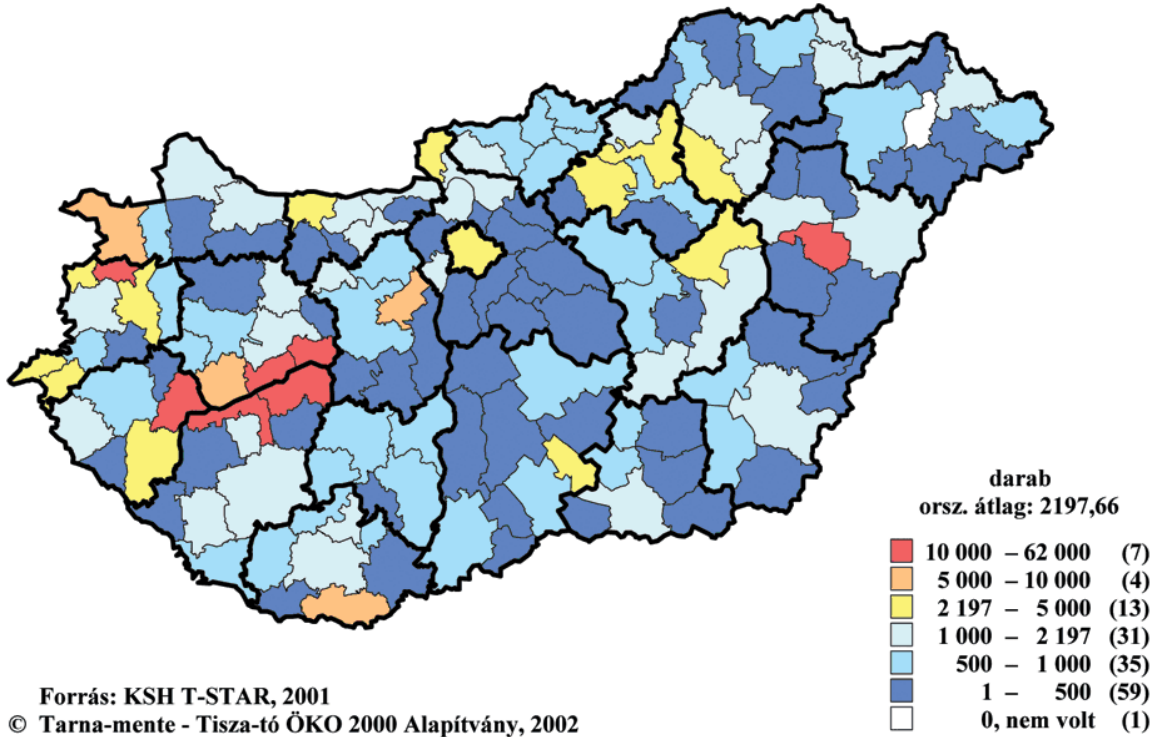 darab
orsz. átlag: 2197,66
10 000 – 62 000 (7)
5 000 – 10 000 (4)
2 197 – 5 000 (13)
1 000 – 2 197 (31)
500 – 1 000 (35)
1 – 500 (59)
0, nem volt (1)
Forrás: KSH T-STAR, 2001
© Tarna-mente - Tisza-tó ÖKO 2000 Alapítvány, 2002